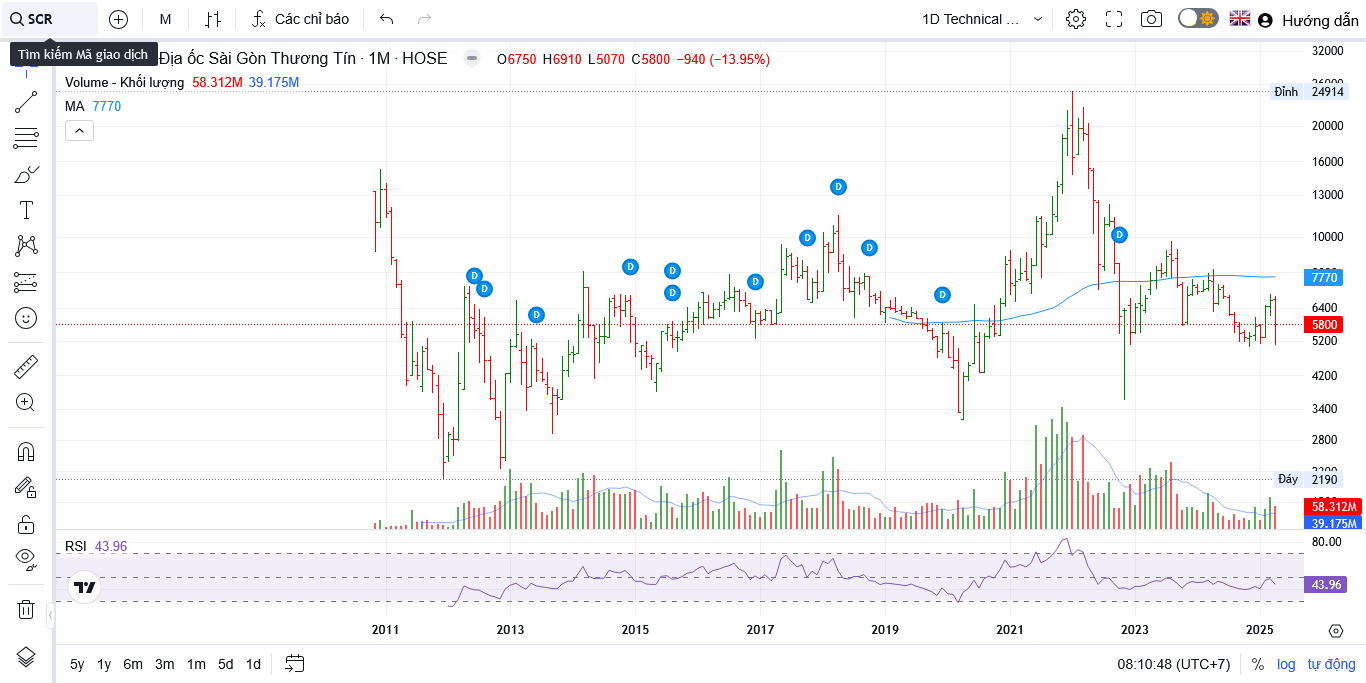 SCR M Các chỉ báo 1D Technical ... Hướng dẫn
Tìm kiếm Mã giao dịch
Địa ốc Sài Gòn Thương Tín · 1M · HOSE O6750 H6910 L5070 C5800 −940 (−13.95%)
Volume - Khối lượng 58.312M 39.175M
MA 7770
32000
Đỉnh 24914
20000
16000
13000
10000
7770
6400
5800
5200
4200
3400
2800
Đáy 2190
58.312M
39.175M
D
D
D
D
D
D
D
D
D
D
D
D
RSI 43.96
80.00
43.96
2011 2013 2015 2017 2019 2021 2023 2025
5y 1y 6m 3m 1m 5d 1d 08:10:48 (UTC+7) % log tự động